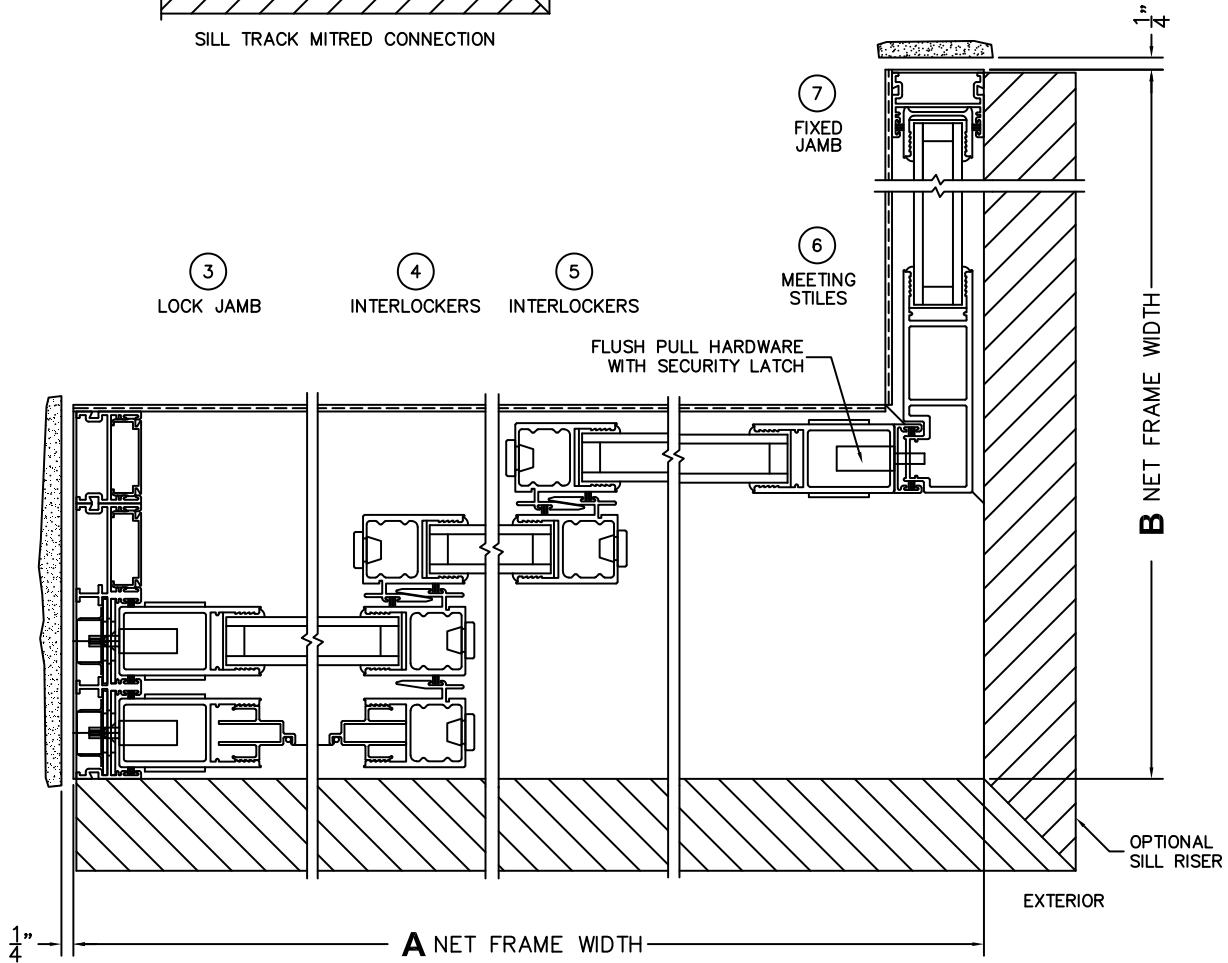 SILL TRACK MITRED CONNECTION
1/4"
7
FIXED
JAMB
3
LOCK JAMB
4
INTERLOCKERS
5
INTERLOCKERS
6
MEETING
STILES
FLUSH PULL HARDWARE
WITH SECURITY LATCH
B NET FRAME WIDTH
OPTIONAL
SILL RISER
EXTERIOR
1/4"
A NET FRAME WIDTH